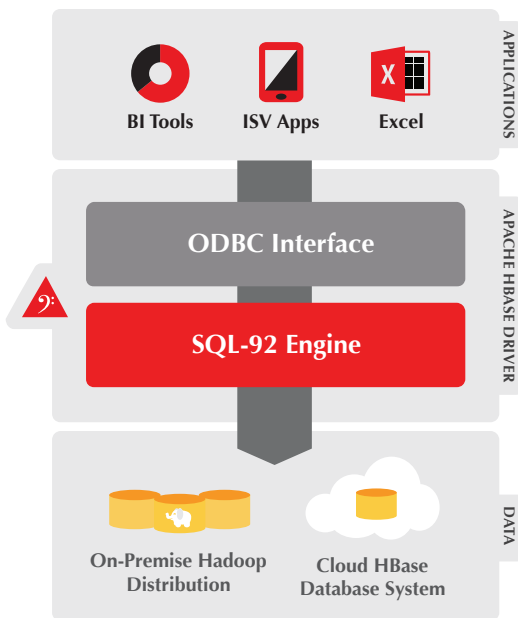 APPLICATIONS
BI Tools
ISV Apps
Excel
X
APACHE HBASE DRIVER
ODBC Interface
SQL-92 Engine
DATA
On-Premise Hadoop
Distribution
Cloud HBase
Database System